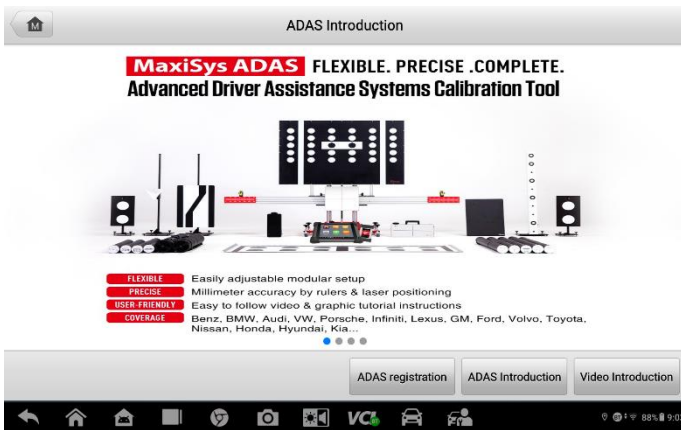 ADAS Introduction
MaxiSys ADAS FLEXIBLE. PRECISE .COMPLETE.
Advanced Driver Assistance Systems Calibration Tool
FLEXIBLE Easily adjustable modular setup
PRECISE Millimeter accuracy by rulers & laser positioning
USER-FRIENDLY Easy to follow video & graphic tutorial instructions
COVERAGE Benz, BMW, Audi, VW, Porsche, Infiniti, Lexus, GM, Ford, Volvo, Toyota,
Nissan, Honda, Hyundai, Kia...
ADAS registration ADAS Introduction Video Introduction
VCI 88%